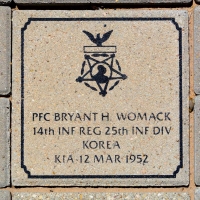 PFC BRYANT H. WOMACK
14th INF REG 25th INF DIV
KOREA
KIA 12 MAR 1952